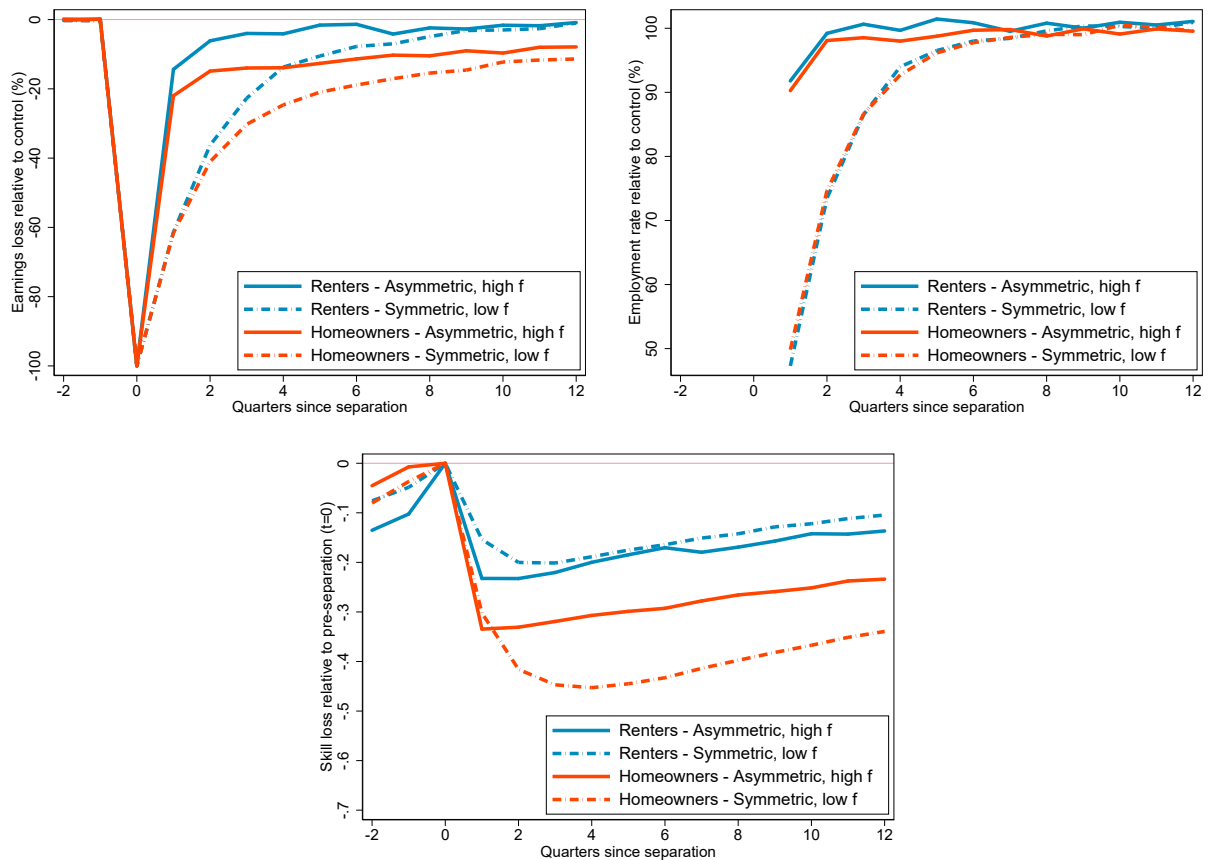 Earnings loss relative to control (%)
0
-20
-40
-60
-80
-100
Renters - Asymmetric, high f
Renters - Symmetric, low f
Homeowners - Asymmetric, high f
Homeowners - Symmetric, low f
-2 0 2 4 6 8 10 12
Quarters since separation
Employment rate relative to control (%)
100
90
80
70
60
50
Renters - Asymmetric, high f
Renters - Symmetric, low f
Homeowners - Asymmetric, high f
Homeowners - Symmetric, low f
-2 0 2 4 6 8 10 12
Quarters since separation
Skill loss relative to pre-separation (t=0)
0
-.1
-.2
-.3
-.4
-.5
-.6
-.7
Renters - Asymmetric, high f
Renters - Symmetric, low f
Homeowners - Asymmetric, high f
Homeowners - Symmetric, low f
-2 0 2 4 6 8 10 12
Quarters since separation